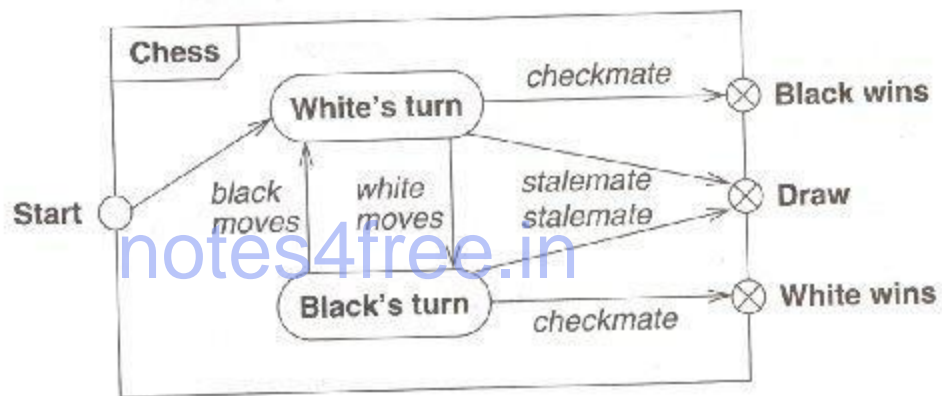 Chess
White's turn
checkmate
Black wins
Start
black
moves
white
moves
stalemate
stalemate
Draw
notes4free.in
Black's turn
checkmate
White wins